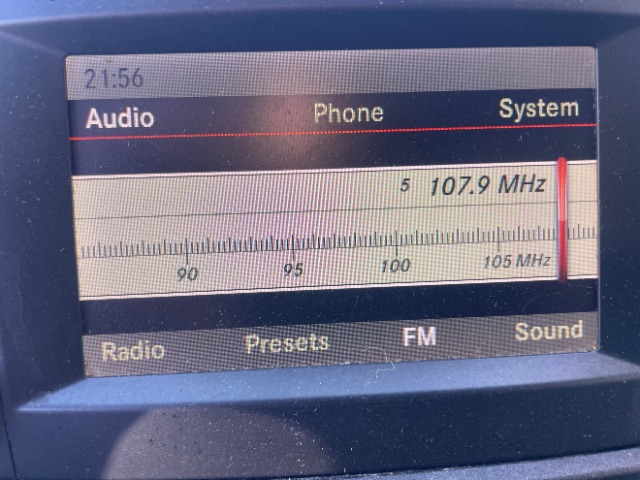 21:56
Audio Phone System
5 107.9 MHz
90 95 100 105 MHz
Radio Presets FM Sound